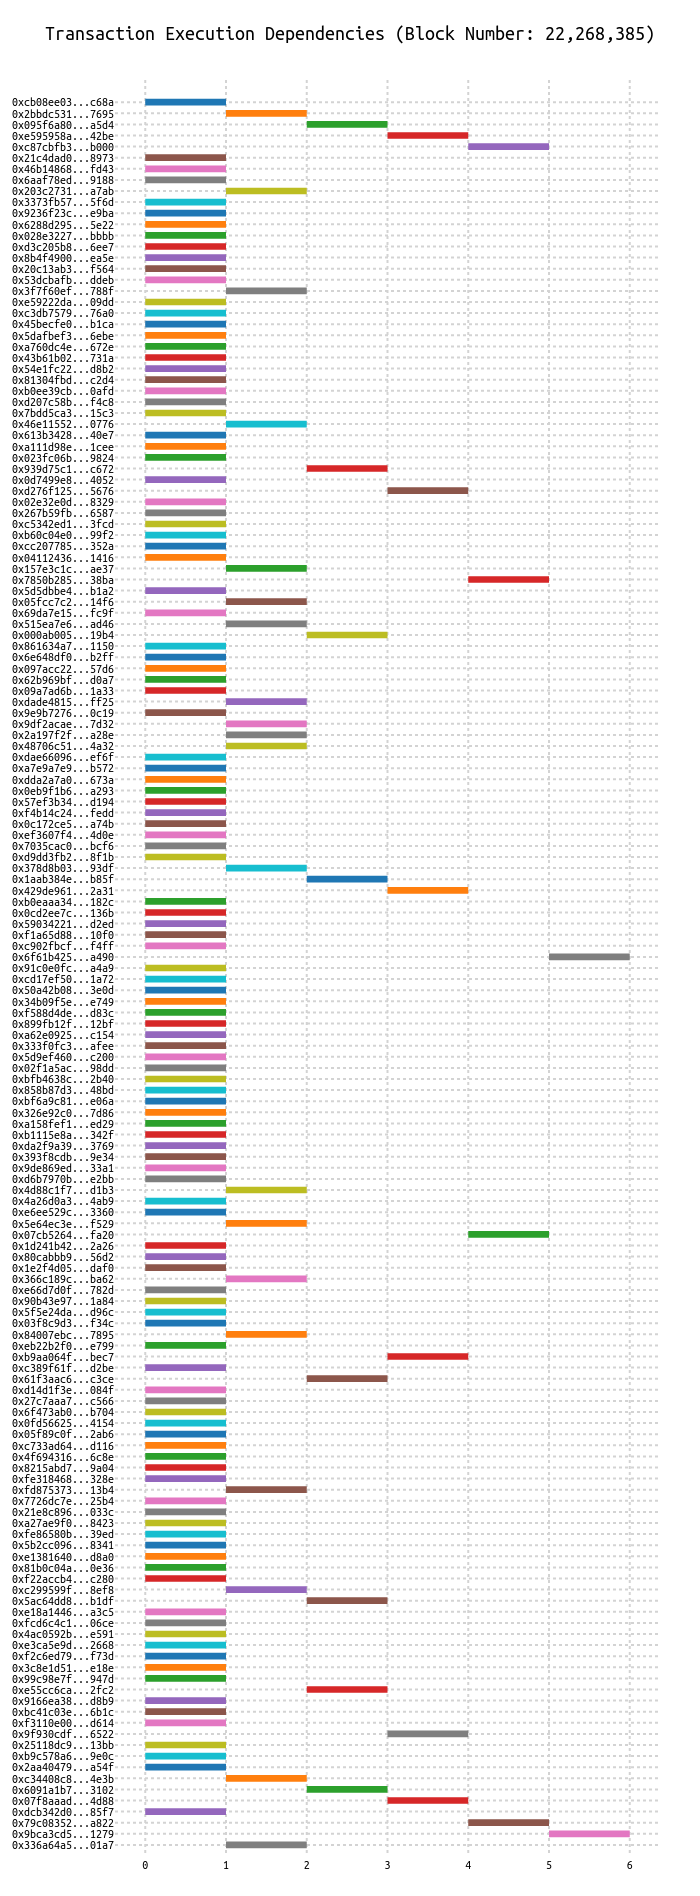 Transaction Execution Dependencies (Block Number: 22,268,385)
0xcb08ee03...c68a
0x2bbdc531...7695
0x095f6a80...a5d4
0xe595958a...42be
0xc87cbfb3...b000
0x21c4dad0...8973
0x46b14868...fd43
0x6aaf78ed...9188
0x203c2731...a7ab
0x3373fb57...5f6d
0x9236f23c...e9ba
0x6288d295...5e22
0x028e3227...bbbb
0xd3c205b8...6ee7
0x8b4f4900...ea5e
0x20c13ab3...f564
0x53dcbafb...ddeb
0x3f7f60ef...788f
0xe59222da...09dd
0xc3db7579...76a0
0x45becfe0...b1ca
0x5dafbef3...6ebe
0xa760dc4e...672e
0x43b61b02...731a
0x54e1fc22...d8b2
0x81304fbd...c2d4
0xb0ee39cb...0afd
0xd207c58b...f4c8
0x7bdd5ca3...15c3
0x46e11552...0776
0x613b3428...40e7
0xa111d98e...1cee
0x023fc06b...9824
0x939d75c1...c672
0x0d7499e8...4052
0xd276f125...5676
0x02e32e0d...8329
0x267b59fb...6587
0xc5342ed1...3fcd
0xb60c04e0...99f2
0xcc207785...352a
0x04112436...1416
0x157e3c1c...ae37
0x7850b285...38ba
0x5d5dbbe4...b1a2
0x05fcc7c2...14f6
0x69da7e15...fc9f
0x515ea7e6...ad46
0x000ab005...19b4
0x861634a7...1150
0x6e648df0...b2ff
0x097acc22...57d6
0x62b969bf...d0a7
0x09a7ad6b...1a33
0xdade4815...ff25
0x9e9b7276...0c19
0x9df2acae...7d32
0x2a197f2f...a28e
0x48706c51...4a32
0xdae66096...ef6f
0xa7e9a7e9...b572
0xdda2a7a0...673a
0x0eb9f1b6...a293
0x57ef3b34...d194
0xf4b14c24...fedd
0x0c172ce5...a74b
0xef3607f4...4d0e
0x7035cac0...bcf6
0xd9dd3fb2...8f1b
0x378d8b03...93df
0x1aab384e...b85f
0x429de961...2a31
0xb0eaaa34...182c
0x0cd2ee7c...136b
0x59034221...d2ed
0xf1a65d88...10f0
0xc902fbcf...f4ff
0x6f61b425...a490
0x91c0e0fc...a4a9
0xcd17ef50...1a72
0x50a42b08...3e0d
0x34b09f5e...e749
0xf588d4de...d83c
0x899fb12f...12bf
0xa62e0925...c154
0x333f0fc3...afee
0x5d9ef460...c200
0x02f1a5ac...98dd
0xbfb4638c...2b40
0x858b87d3...48bd
0xbf6a9c81...e06a
0x326e92c0...7d86
0xa158fef1...ed29
0xb1115e8a...342f
0xda2f9a39...3769
0x393f8cdb...9e34
0x9de869ed...33a1
0xd6b7970b...e2bb
0x4d88c1f7...d1b3
0x4a26d0a3...4ab9
0xe6ee529c...3360
0x5e64ec3e...f529
0x07cb5264...fa20
0x1d241b42...2a26
0x80cabbb9...56d2
0x1e2f4d05...daf0
0x366c189c...ba62
0xe66d7d0f...782d
0x90b43e97...1a84
0x5f5e24da...d96c
0x03f8c9d3...f34c
0x84007ebc...7895
0xeb22b2f0...e799
0xb9aa064f...bec7
0xc389f61f...d2be
0x61f3aac6...c3ce
0xd14d1f3e...084f
0x27c7aaa7...c566
0x6f473ab0...b704
0x0fd56625...4154
0x05f89c0f...2ab6
0xc733ad64...d116
0x4f694316...6c8e
0x8215abd7...9a04
0xfe318468...328e
0xfd875373...13b4
0x7726dc7e...25b4
0x21e8c896...033c
0xa27ae9f0...8423
0xfe86580b...39ed
0x5b2cc096...8341
0xe1381640...d8a0
0x81b0c04a...0e36
0xf22accb4...c280
0xc299599f...8ef8
0x5ac64dd8...b1df
0xe18a1446...a3c5
0xfcd6c4c1...06ce
0x4ac0592b...e591
0xe3ca5e9d...2668
0xf2c6ed79...f73d
0x3c8e1d51...e18e
0x99c98e7f...947d
0xe55cc6ca...2fc2
0x9166ea38...d8b9
0xbc41c03e...6b1c
0xf3110e00...d614
0x9f930cdf...6522
0x25118dc9...13bb
0xb9c578a6...9e0c
0x2aa40479...a54f
0xc34408c8...4e3b
0x6091a1b7...3102
0x07f8aaad...4d88
0xdcb342d0...85f7
0x79c08352...a822
0x9bca3cd5...1279
0x336a64a5...01a7
0 1 2 3 4 5 6